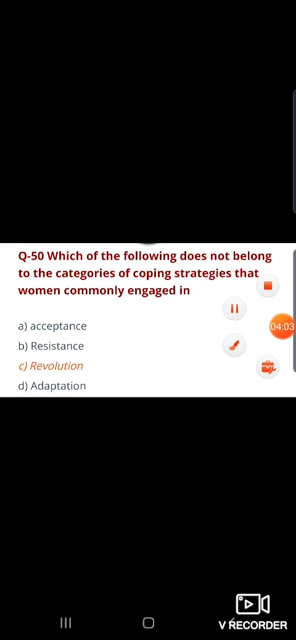 Q-50 Which of the following does not belong
to the categories of coping strategies that
women commonly engaged in
a) acceptance
b) Resistance
04:03
c) Revolution
d) Adaptation
V RECORDER